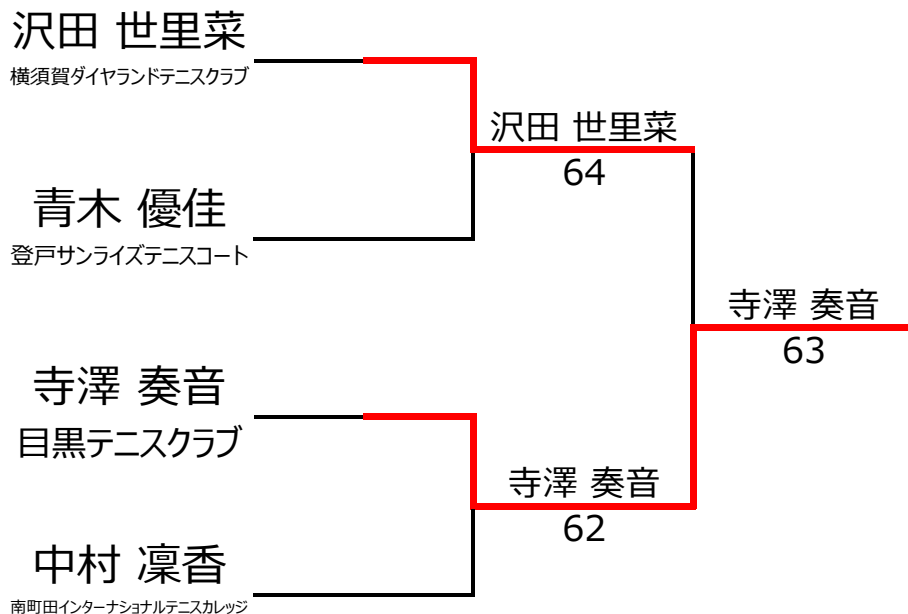 沢田 世里菜
横須賀ダイヤランドテニスクラブ
沢田 世里菜
64
青木 優佳
登戸サンライズテニスコート
寺澤 奏音
63
寺澤 奏音
目黒テニスクラブ
寺澤 奏音
62
中村 凜香
南町田インターナショナルテニスカレッジ